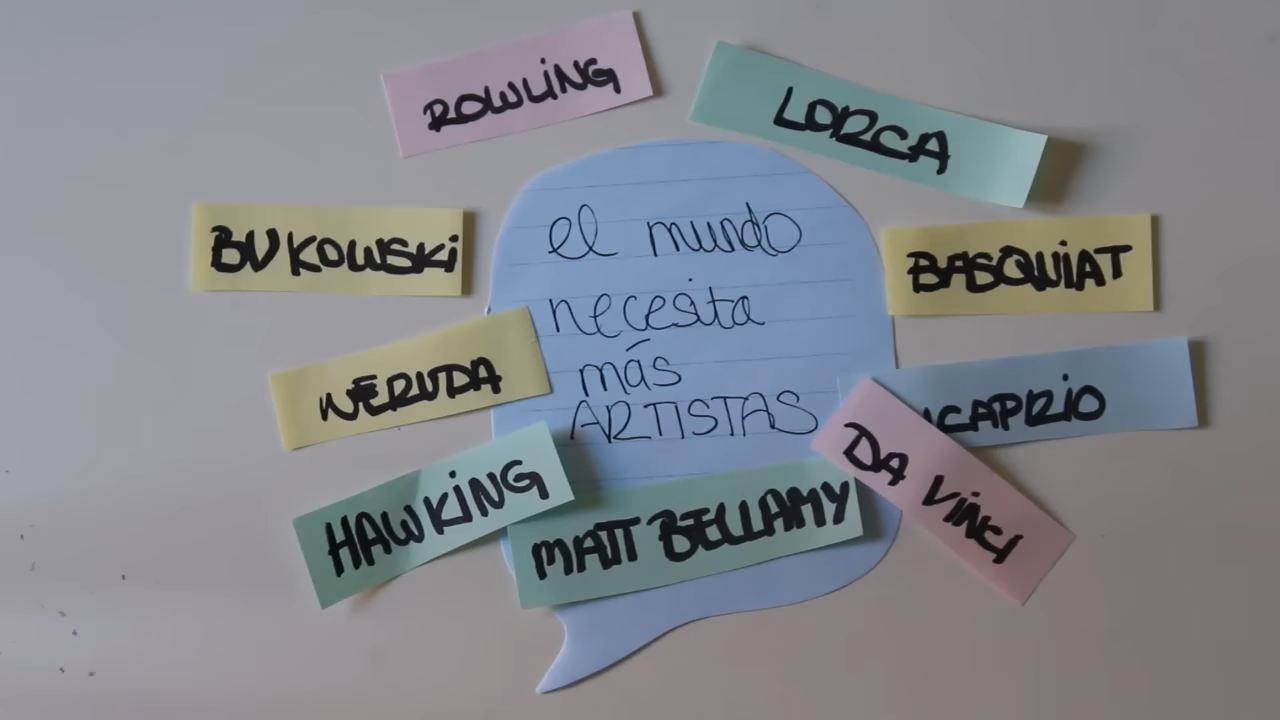 ROWLING
LORCA
BUKOWSKI
el mundo
BASQUIAT
necesita
NERUDA
más
ARTISTAS
CAPRIO
DA VINCI
HAWKING
MATT BELLAMY